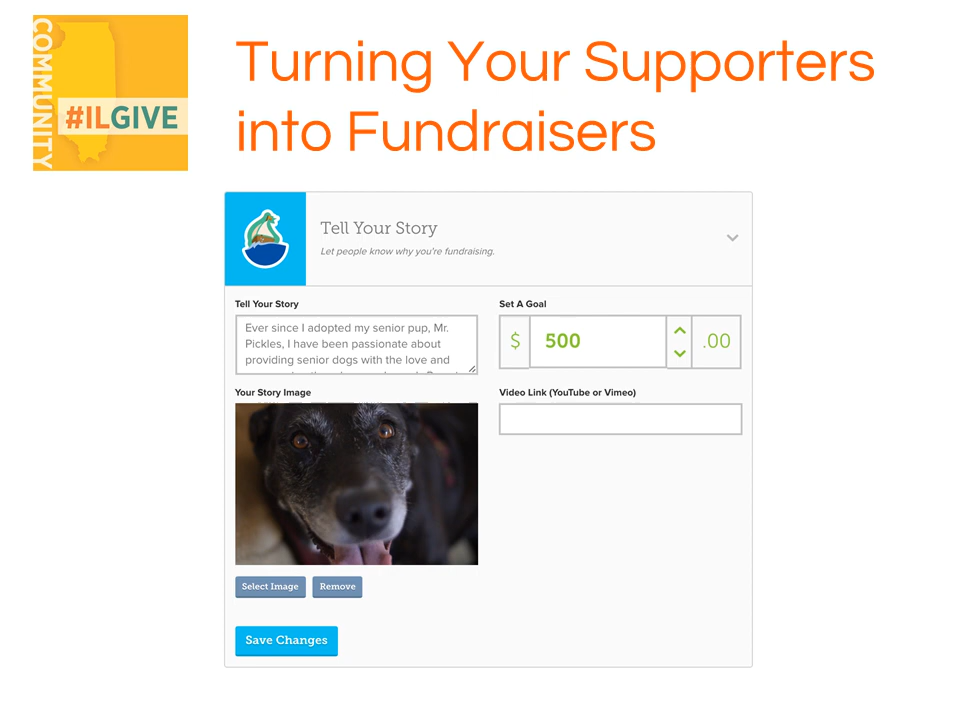 COMMUNITY
#ILGIVE
Turning Your Supporters
into Fundraisers
Tell Your Story
Let people know why you're fundraising.
Tell Your Story
Ever since I adopted my senior pup, Mr.
Pickles, I have been passionate about
providing senior dogs with the love and
Set A Goal
$ 500 .00
Your Story Image
Video Link (YouTube or Vimeo)
Select Image Remove
Save Changes